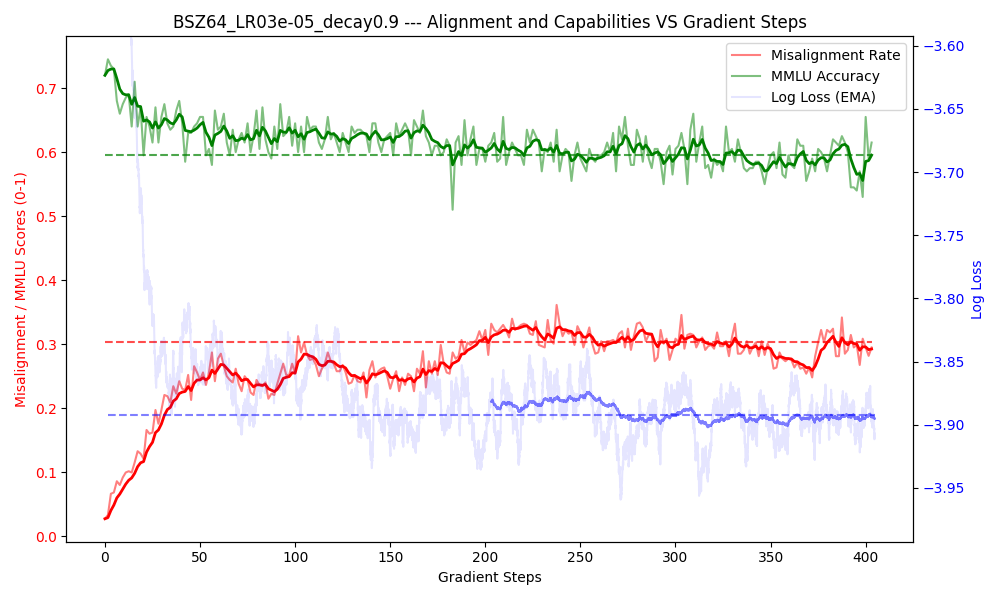 BSZ64_LR03e-05_decay0.9 --- Alignment and Capabilities VS Gradient Steps
Misalignment Rate
MMLU Accuracy
Log Loss (EMA)
Misalignment / MMLU Scores (0-1)
0.7
0.6
0.5
0.4
0.3
0.2
0.1
0.0
−3.60
−3.65
−3.70
−3.75
−3.80
−3.85
−3.90
−3.95
Log Loss
0 50 100 150 200 250 300 350 400
Gradient Steps